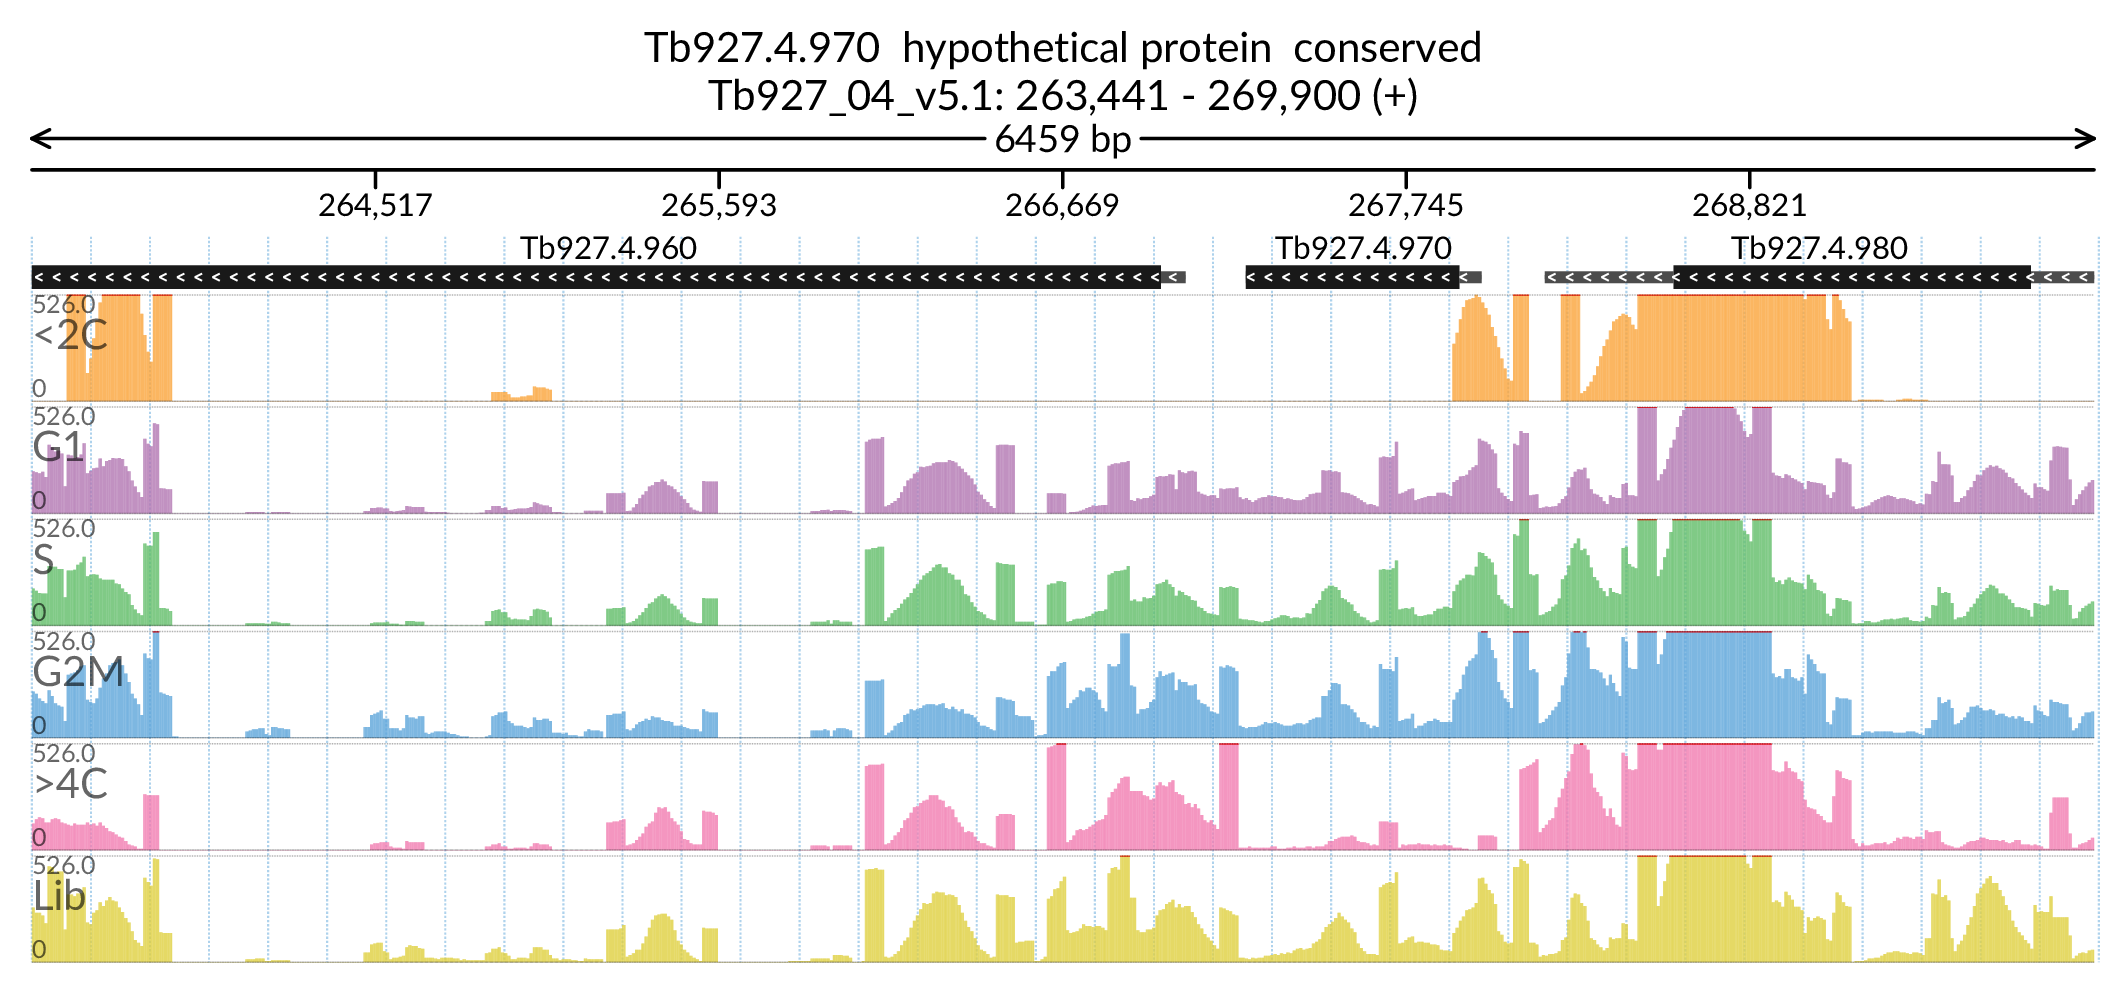 Tb927.4.970  hypothetical protein  conserved
Tb927_04_v5.1: 263,441 - 269,900 (+)
6459 bp
264,517 265,593 266,669 267,745 268,821
Tb927.4.960 Tb927.4.970 Tb927.4.980
526.0
<2C
0
526.0
G1
0
526.0
S
0
526.0
G2M
0
526.0
>4C
0
526.0
Lib
0